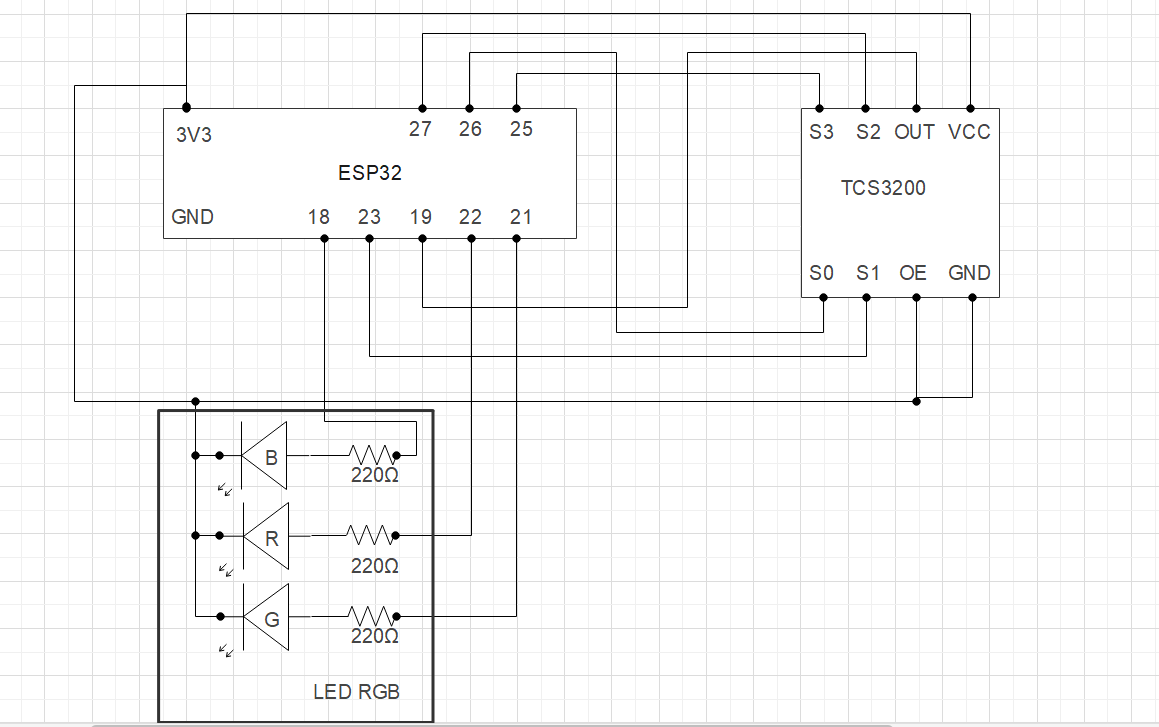 3V3 27 26 25
ESP32
GND 18 23 19 22 21
S3 S2 OUT VCC
TCS3200
S0 S1 OE GND
B
220Ω
R
220Ω
G
220Ω
LED RGB